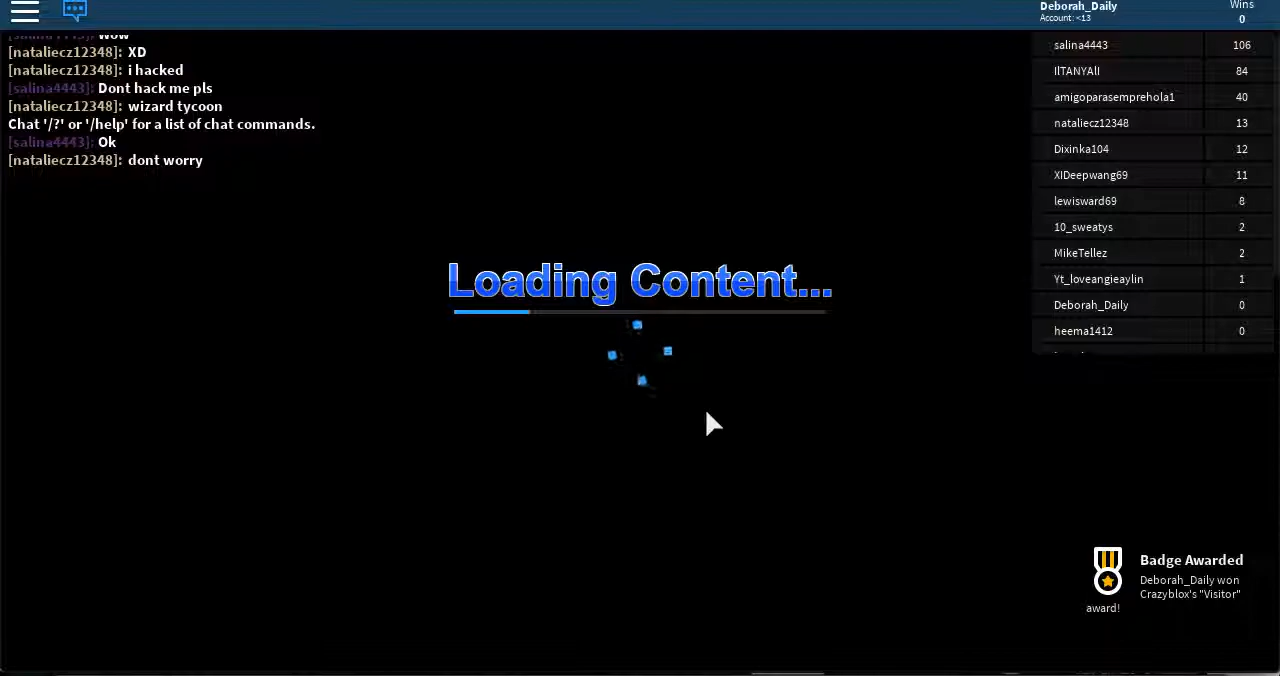 Deborah_Daily
Account: <13
Wins
0
[nataliecz12348]: XD
[nataliecz12348]: i hacked
[salina4443]: Dont hack me pls
[nataliecz12348]: wizard tycoon
Chat '/?' or '/help' for a list of chat commands.
[salina4443]: Ok
[nataliecz12348]: dont worry
salina4443 106
IlTANYAlI 84
amigoparasemprehola1 40
nataliecz12348 13
Dixinka104 12
XIDeepwang69 11
lewisward69 8
10_sweatys 2
MikeTellez 2
Yt_loveangieaylin 1
Deborah_Daily 0
heema1412 0
Loading Content...
Badge Awarded
Deborah_Daily won
Crazyblox's "Visitor"
award!